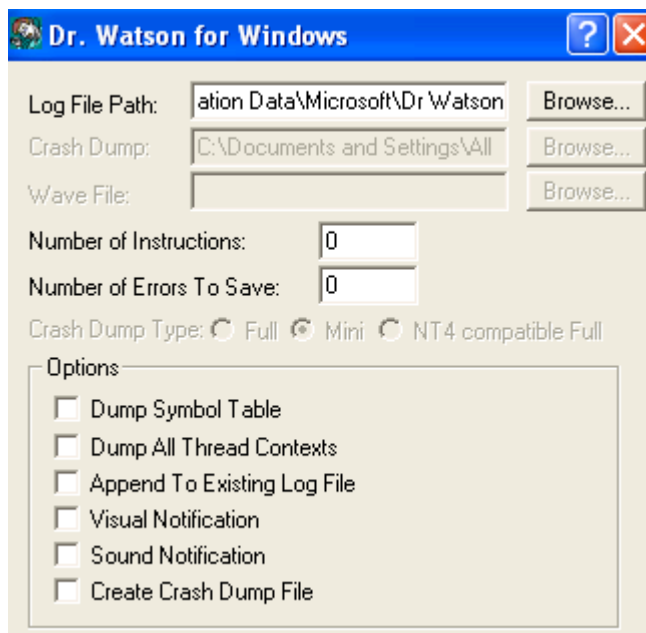 Dr. Watson for Windows
Log File Path: ation Data\Microsoft\Dr Watson Browse...
Crash Dump: C:\Documents and Settings\All Browse...
Wave File: Browse...
Number of Instructions: 0
Number of Errors To Save: 0
Crash Dump Type: Full Mini NT4 compatible Full
Options
Dump Symbol Table
Dump All Thread Contexts
Append To Existing Log File
Visual Notification
Sound Notification
Create Crash Dump File